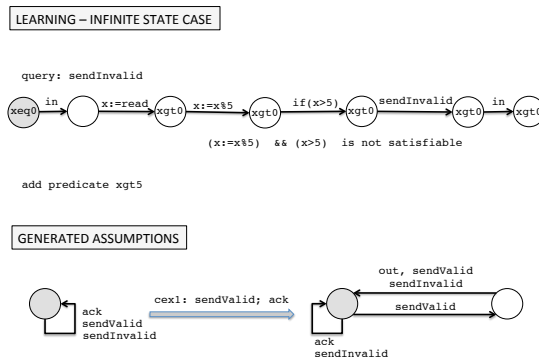 LEARNING – INFINITE STATE CASE
query: sendInvalid
xeq0 in x:=read xgt0 x:=x%5 xgt0 if(x>5) xgt0 sendInvalid xgt0 in xgt0
(x:=x%5) && (x>5) is not satisfiable
add predicate xgt5
GENERATED ASSUMPTIONS
ack
sendValid
sendInvalid
cex1: sendValid; ack
out, sendValid
sendInvalid
sendValid
ack
sendInvalid